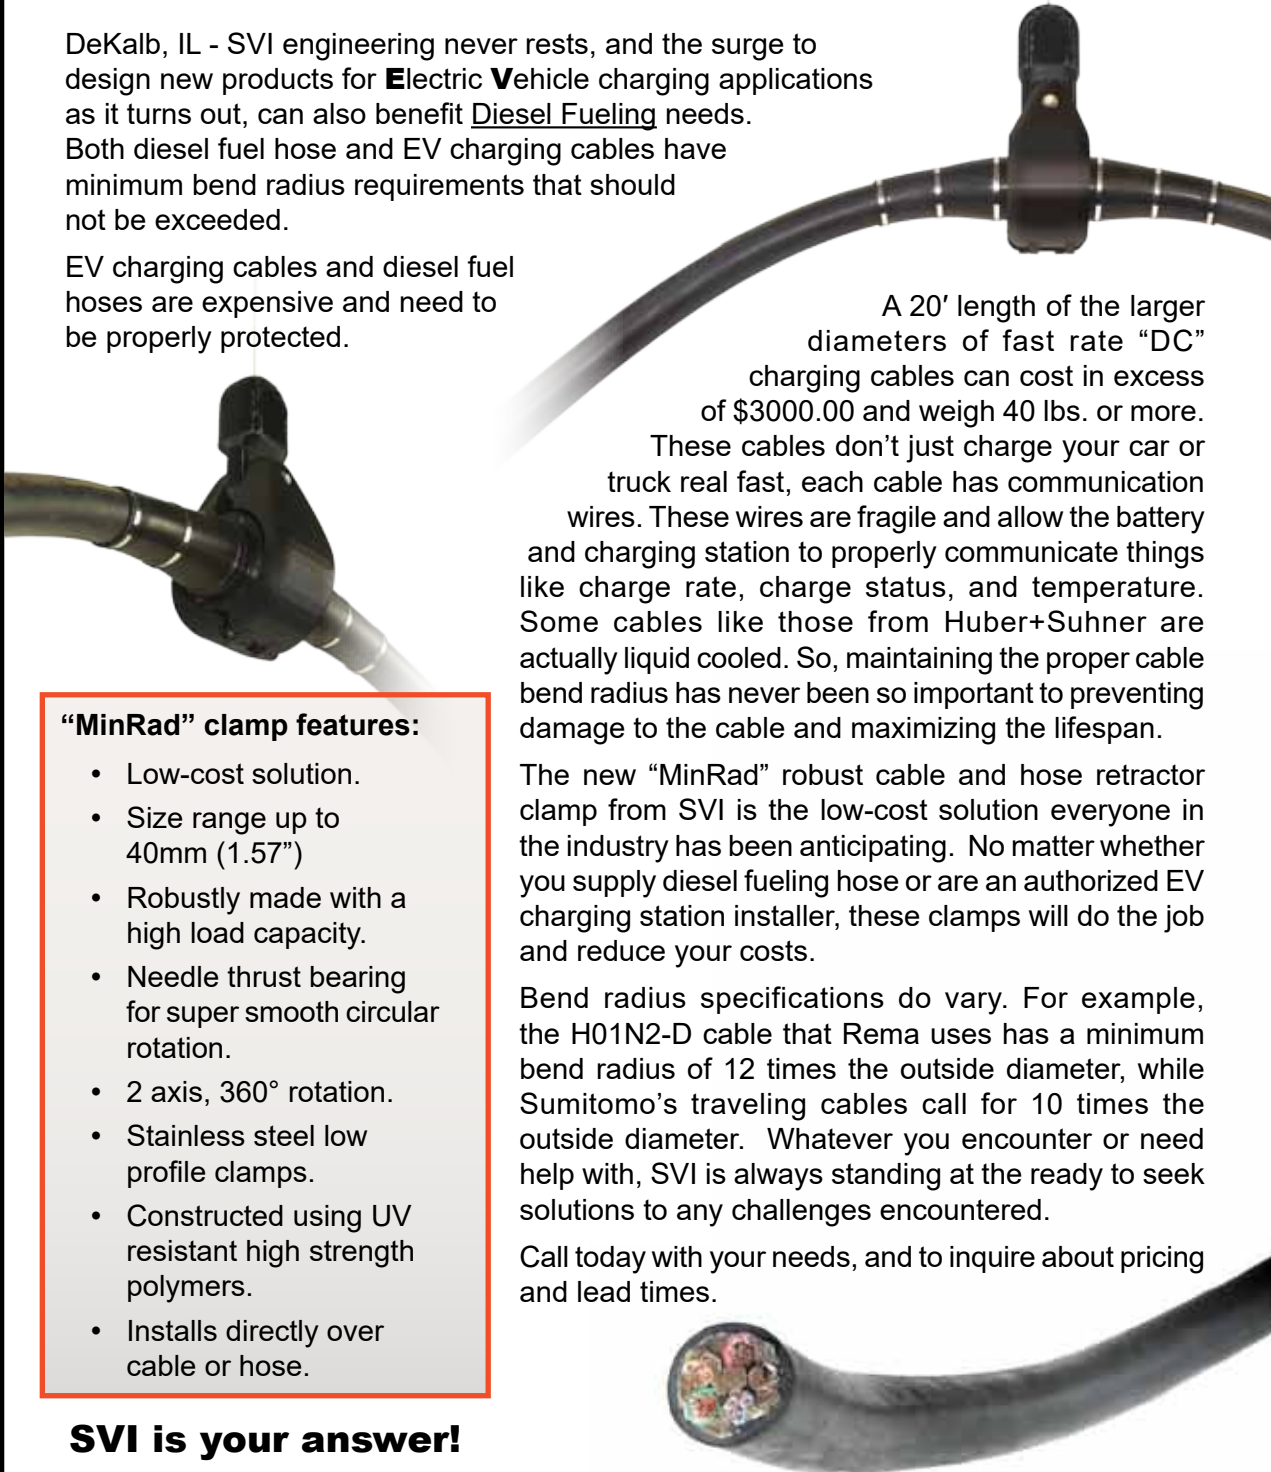 DeKalb, IL - SVI engineering never rests, and the surge to
design new products for Electric Vehicle charging applications
as it turns out, can also benefit Diesel Fueling needs.
Both diesel fuel hose and EV charging cables have
minimum bend radius requirements that should
not be exceeded.
EV charging cables and diesel fuel
hoses are expensive and need to
be properly protected.
A 20′ length of the larger
diameters of fast rate “DC”
charging cables can cost in excess
of $3000.00 and weigh 40 lbs. or more.
These cables don’t just charge your car or
truck real fast, each cable has communication
wires. These wires are fragile and allow the battery
and charging station to properly communicate things
like charge rate, charge status, and temperature.
Some cables like those from Huber+Suhner are
actually liquid cooled. So, maintaining the proper cable
bend radius has never been so important to preventing
damage to the cable and maximizing the lifespan.
The new “MinRad” robust cable and hose retractor
clamp from SVI is the low-cost solution everyone in
the industry has been anticipating.  No matter whether
you supply diesel fueling hose or are an authorized EV
charging station installer, these clamps will do the job
and reduce your costs.
Bend radius specifications do vary. For example,
the H01N2-D cable that Rema uses has a minimum
bend radius of 12 times the outside diameter, while
Sumitomo’s traveling cables call for 10 times the
outside diameter.  Whatever you encounter or need
help with, SVI is always standing at the ready to seek
solutions to any challenges encountered.
Call today with your needs, and to inquire about pricing
and lead times.
“MinRad” clamp features:
• Low-cost solution.
• Size range up to
40mm (1.57”)
• Robustly made with a
high load capacity.
• Needle thrust bearing
for super smooth circular
rotation.
• 2 axis, 360° rotation.
• Stainless steel low
profile clamps.
• Constructed using UV
resistant high strength
polymers.
• Installs directly over
cable or hose.
SVI is your answer!